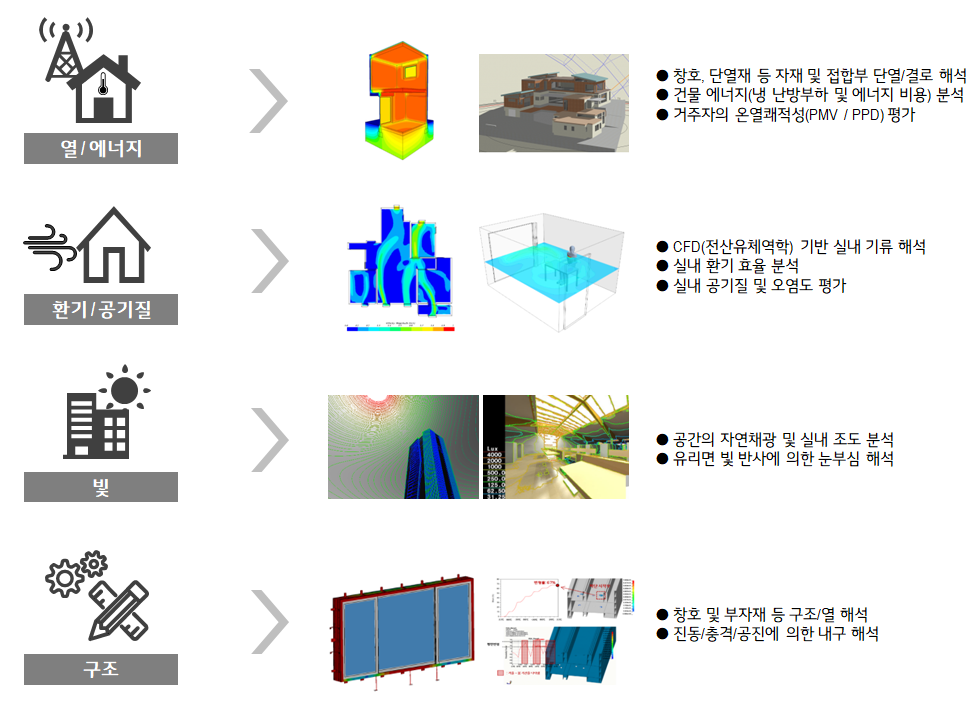 열/에너지
● 창호, 단열재 등 자재 및 접합부 단열/결로 해석
● 건물 에너지(냉 난방부하 및 에너지 비용) 분석
● 거주자의 온열쾌적성(PMV / PPD) 평가
환기/공기질
● CFD(전산유체역학) 기반 실내 기류 해석
● 실내 환기 효율 분석
● 실내 공기질 및 오염도 평가
빛
Lux
4000
2000
1000
500.0
250.0
125.0
62.50
31.25
● 공간의 자연채광 및 실내 조도 분석
● 유리면 빛 반사에 의한 눈부심 해석
구조
● 창호 및 부자재 등 구조/열 해석
● 진동/충격/공진에 의한 내구 해석